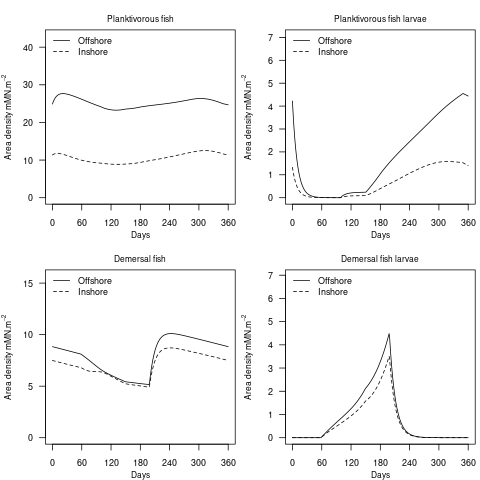 Planktivorous fish
Area density mMN.m⁻²
40
30
20
10
0
Offshore
Inshore
0 60 120 180 240 300 360
Days
Planktivorous fish larvae
Area density mMN.m⁻²
7
6
5
4
3
2
1
0
Offshore
Inshore
0 60 120 180 240 300 360
Days
Demersal fish
Area density mMN.m⁻²
15
10
5
0
Offshore
Inshore
0 60 120 180 240 300 360
Days
Demersal fish larvae
Area density mMN.m⁻²
7
6
5
4
3
2
1
0
Offshore
Inshore
0 60 120 180 240 300 360
Days